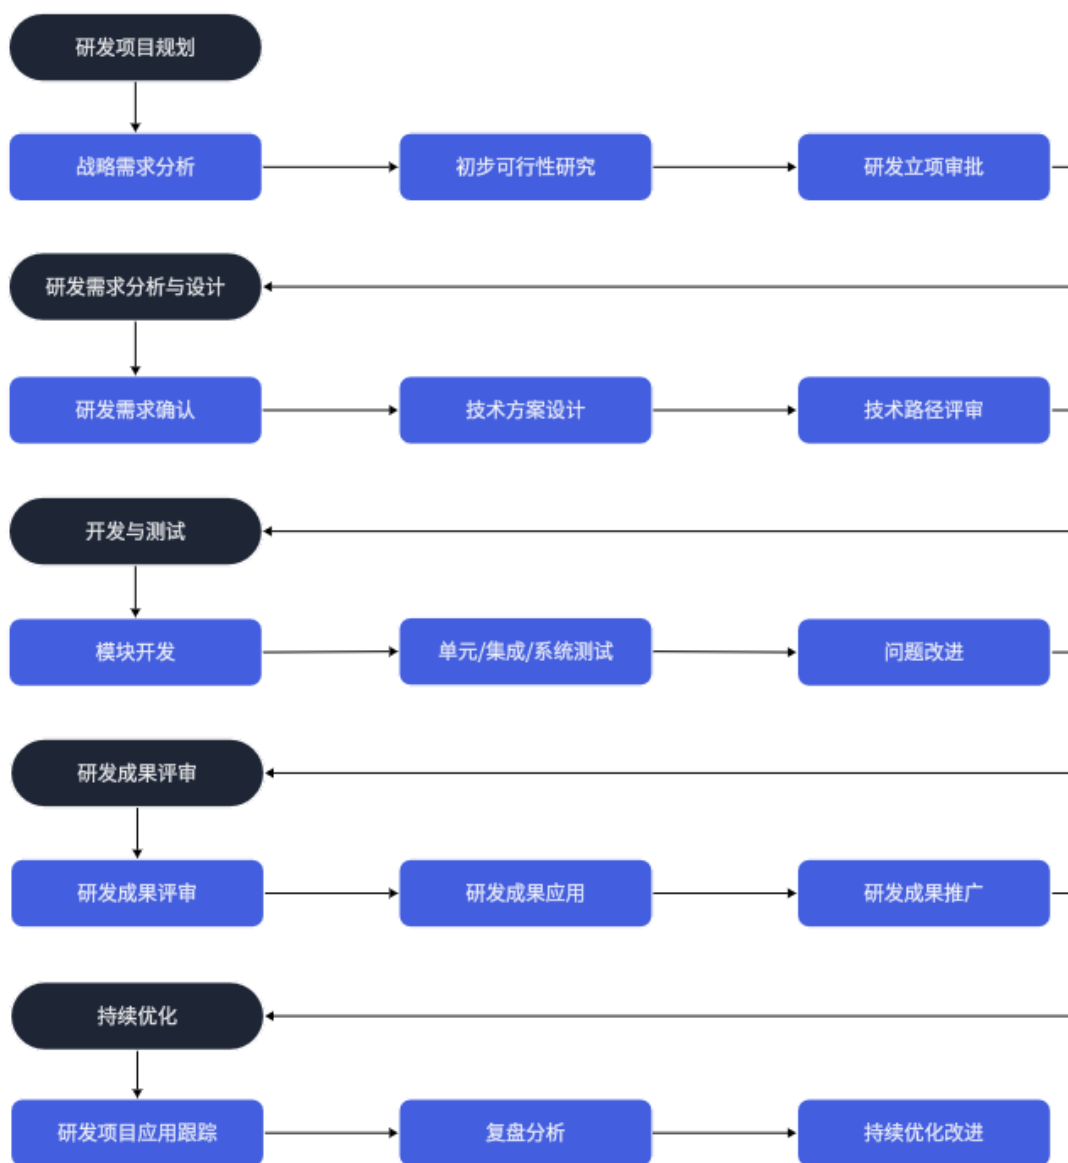 研发项目规划
战略需求分析
初步可行性研究
研发立项审批
研发需求分析与设计
研发需求确认
技术方案设计
技术路径评审
开发与测试
模块开发
单元/集成/系统测试
问题改进
研发成果评审
研发成果评审
研发成果应用
研发成果推广
持续优化
研发项目应用跟踪
复盘分析
持续优化改进